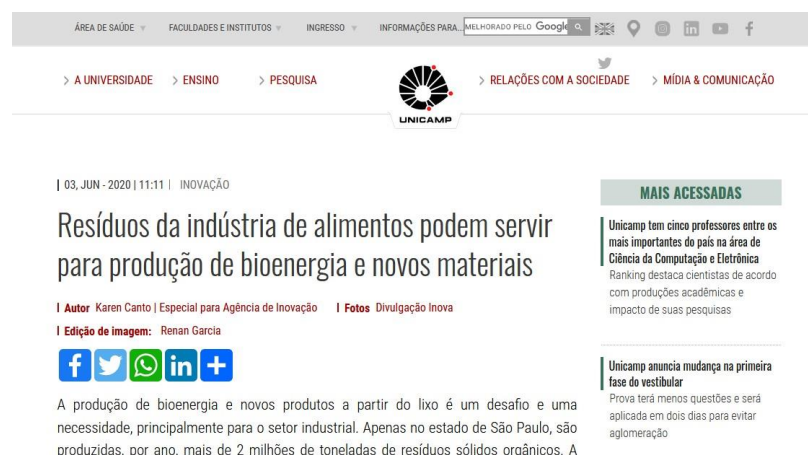 ÁREA DE SAÚDE
FACULDADES E INSTITUTOS
INGRESSO
INFORMAÇÕES PARA...
MELHORADO PELO Google
> A UNIVERSIDADE
> ENSINO
> PESQUISA
UNICAMP
> RELAÇÕES COM A SOCIEDADE
> MÍDIA & COMUNICAÇÃO
| 03, JUN - 2020 | 11:11 | INOVAÇÃO
Resíduos da indústria de alimentos podem servir
para produção de bioenergia e novos materiais
| Autor Karen Canto | Especial para Agência de Inovação | Fotos Divulgação Inova
| Edição de imagem: Renan Garcia
A produção de bioenergia e novos produtos a partir do lixo é um desafio e uma
necessidade, principalmente para o setor industrial. Apenas no estado de São Paulo, são
produzidas, por ano, mais de 2 milhões de toneladas de resíduos sólidos orgânicos. A
MAIS ACESSADAS
Unicamp tem cinco professores entre os
mais importantes do país na área de
Ciência da Computação e Eletrônica
Ranking destaca cientistas de acordo
com produções acadêmicas e
impacto de suas pesquisas
Unicamp anuncia mudança na primeira
fase do vestibular
Prova terá menos questões e será
aplicada em dois dias para evitar
aglomeração